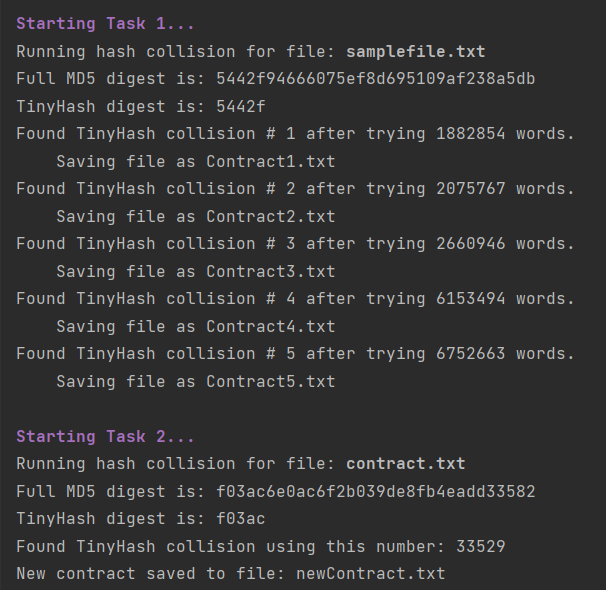 Starting Task 1...
Running hash collision for file: samplefile.txt
Full MD5 digest is: 5442f94666075ef8d695109af238a5db
TinyHash digest is: 5442f
Found TinyHash collision # 1 after trying 1882854 words.
Saving file as Contract1.txt
Found TinyHash collision # 2 after trying 2075767 words.
Saving file as Contract2.txt
Found TinyHash collision # 3 after trying 2660946 words.
Saving file as Contract3.txt
Found TinyHash collision # 4 after trying 6153494 words.
Saving file as Contract4.txt
Found TinyHash collision # 5 after trying 6752663 words.
Saving file as Contract5.txt
Starting Task 2...
Running hash collision for file: contract.txt
Full MD5 digest is: f03ac6e0ac6f2b039de8fb4eadd33582
TinyHash digest is: f03ac
Found TinyHash collision using this number: 33529
New contract saved to file: newContract.txt